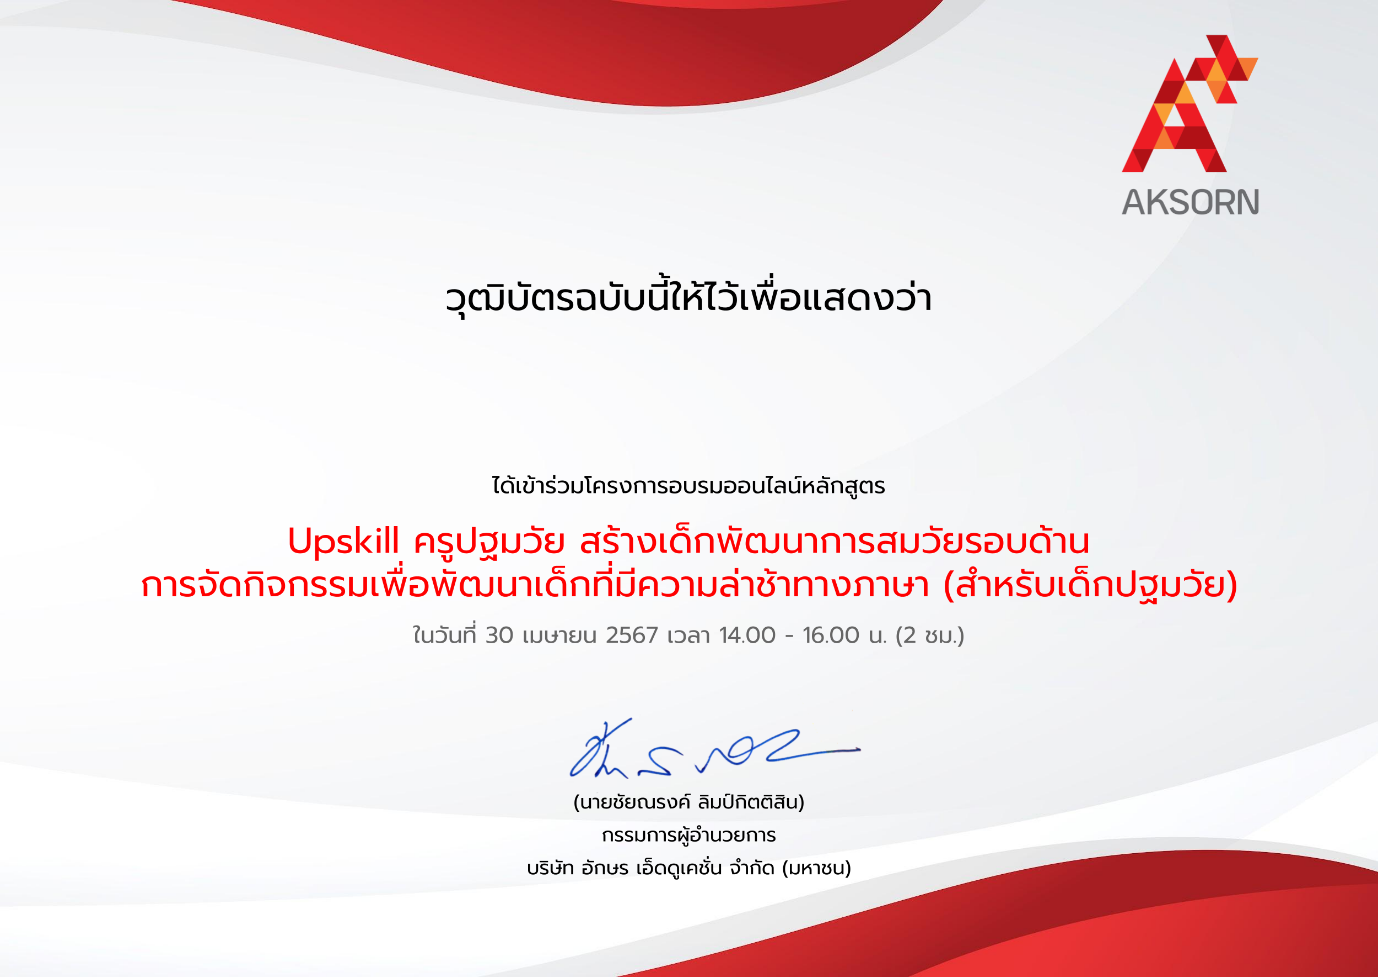 AKSORN
วุฒิบัตรฉบับนี้ให้ไว้เพื่อแสดงว่า
ได้เข้าร่วมโครงการอบรมออนไลน์หลักสูตร
Upskill ครูปฐมวัย สร้างเด็กพัฒนาการสมวัยรอบด้าน
การจัดกิจกรรมเพื่อพัฒนาเด็กที่มีความล่าช้าทางภาษา (สำหรับเด็กปฐมวัย)
ในวันที่ 30 เมษายน 2567 เวลา 14.00 - 16.00 น. (2 ชม.)
(นายชัยณรงค์ ลิมป์กิตติสิน)
กรรมการผู้อำนวยการ
บริษัท อักษร เอ็ดดูเคชั่น จำกัด (มหาชน)